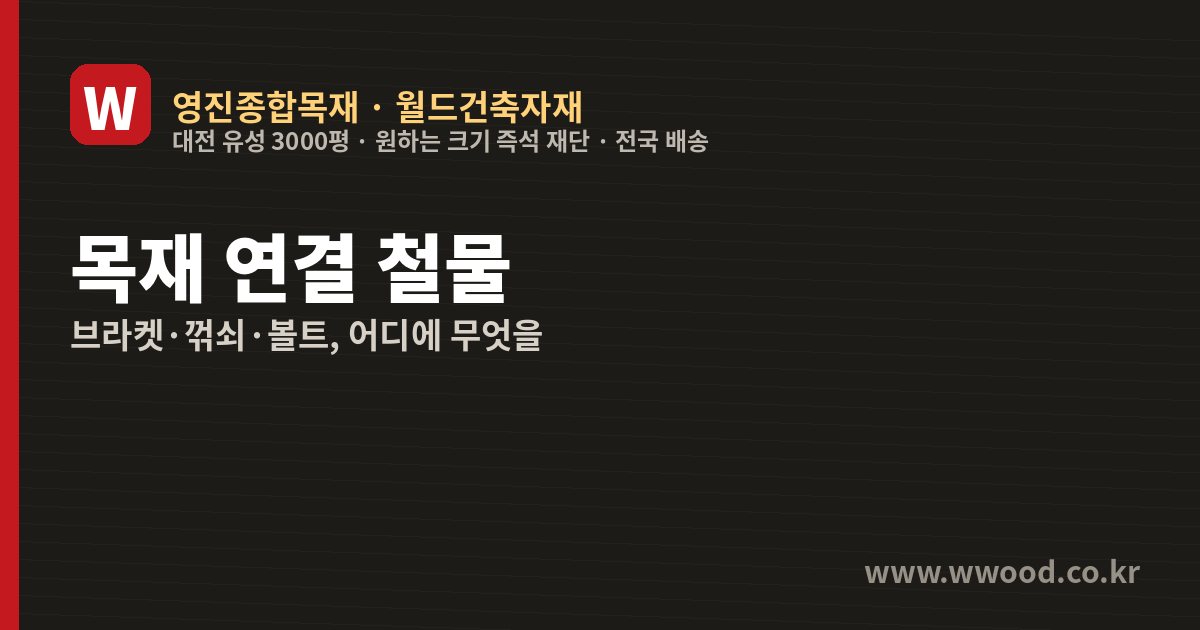 W
영진종합목재 · 월드건축자재
대전 유성 3000평 · 원하는 크기 즉석 재단 · 전국 배송
목재 연결 철물
브라켓·꺾쇠·볼트, 어디에 무엇을
www.wwood.co.kr